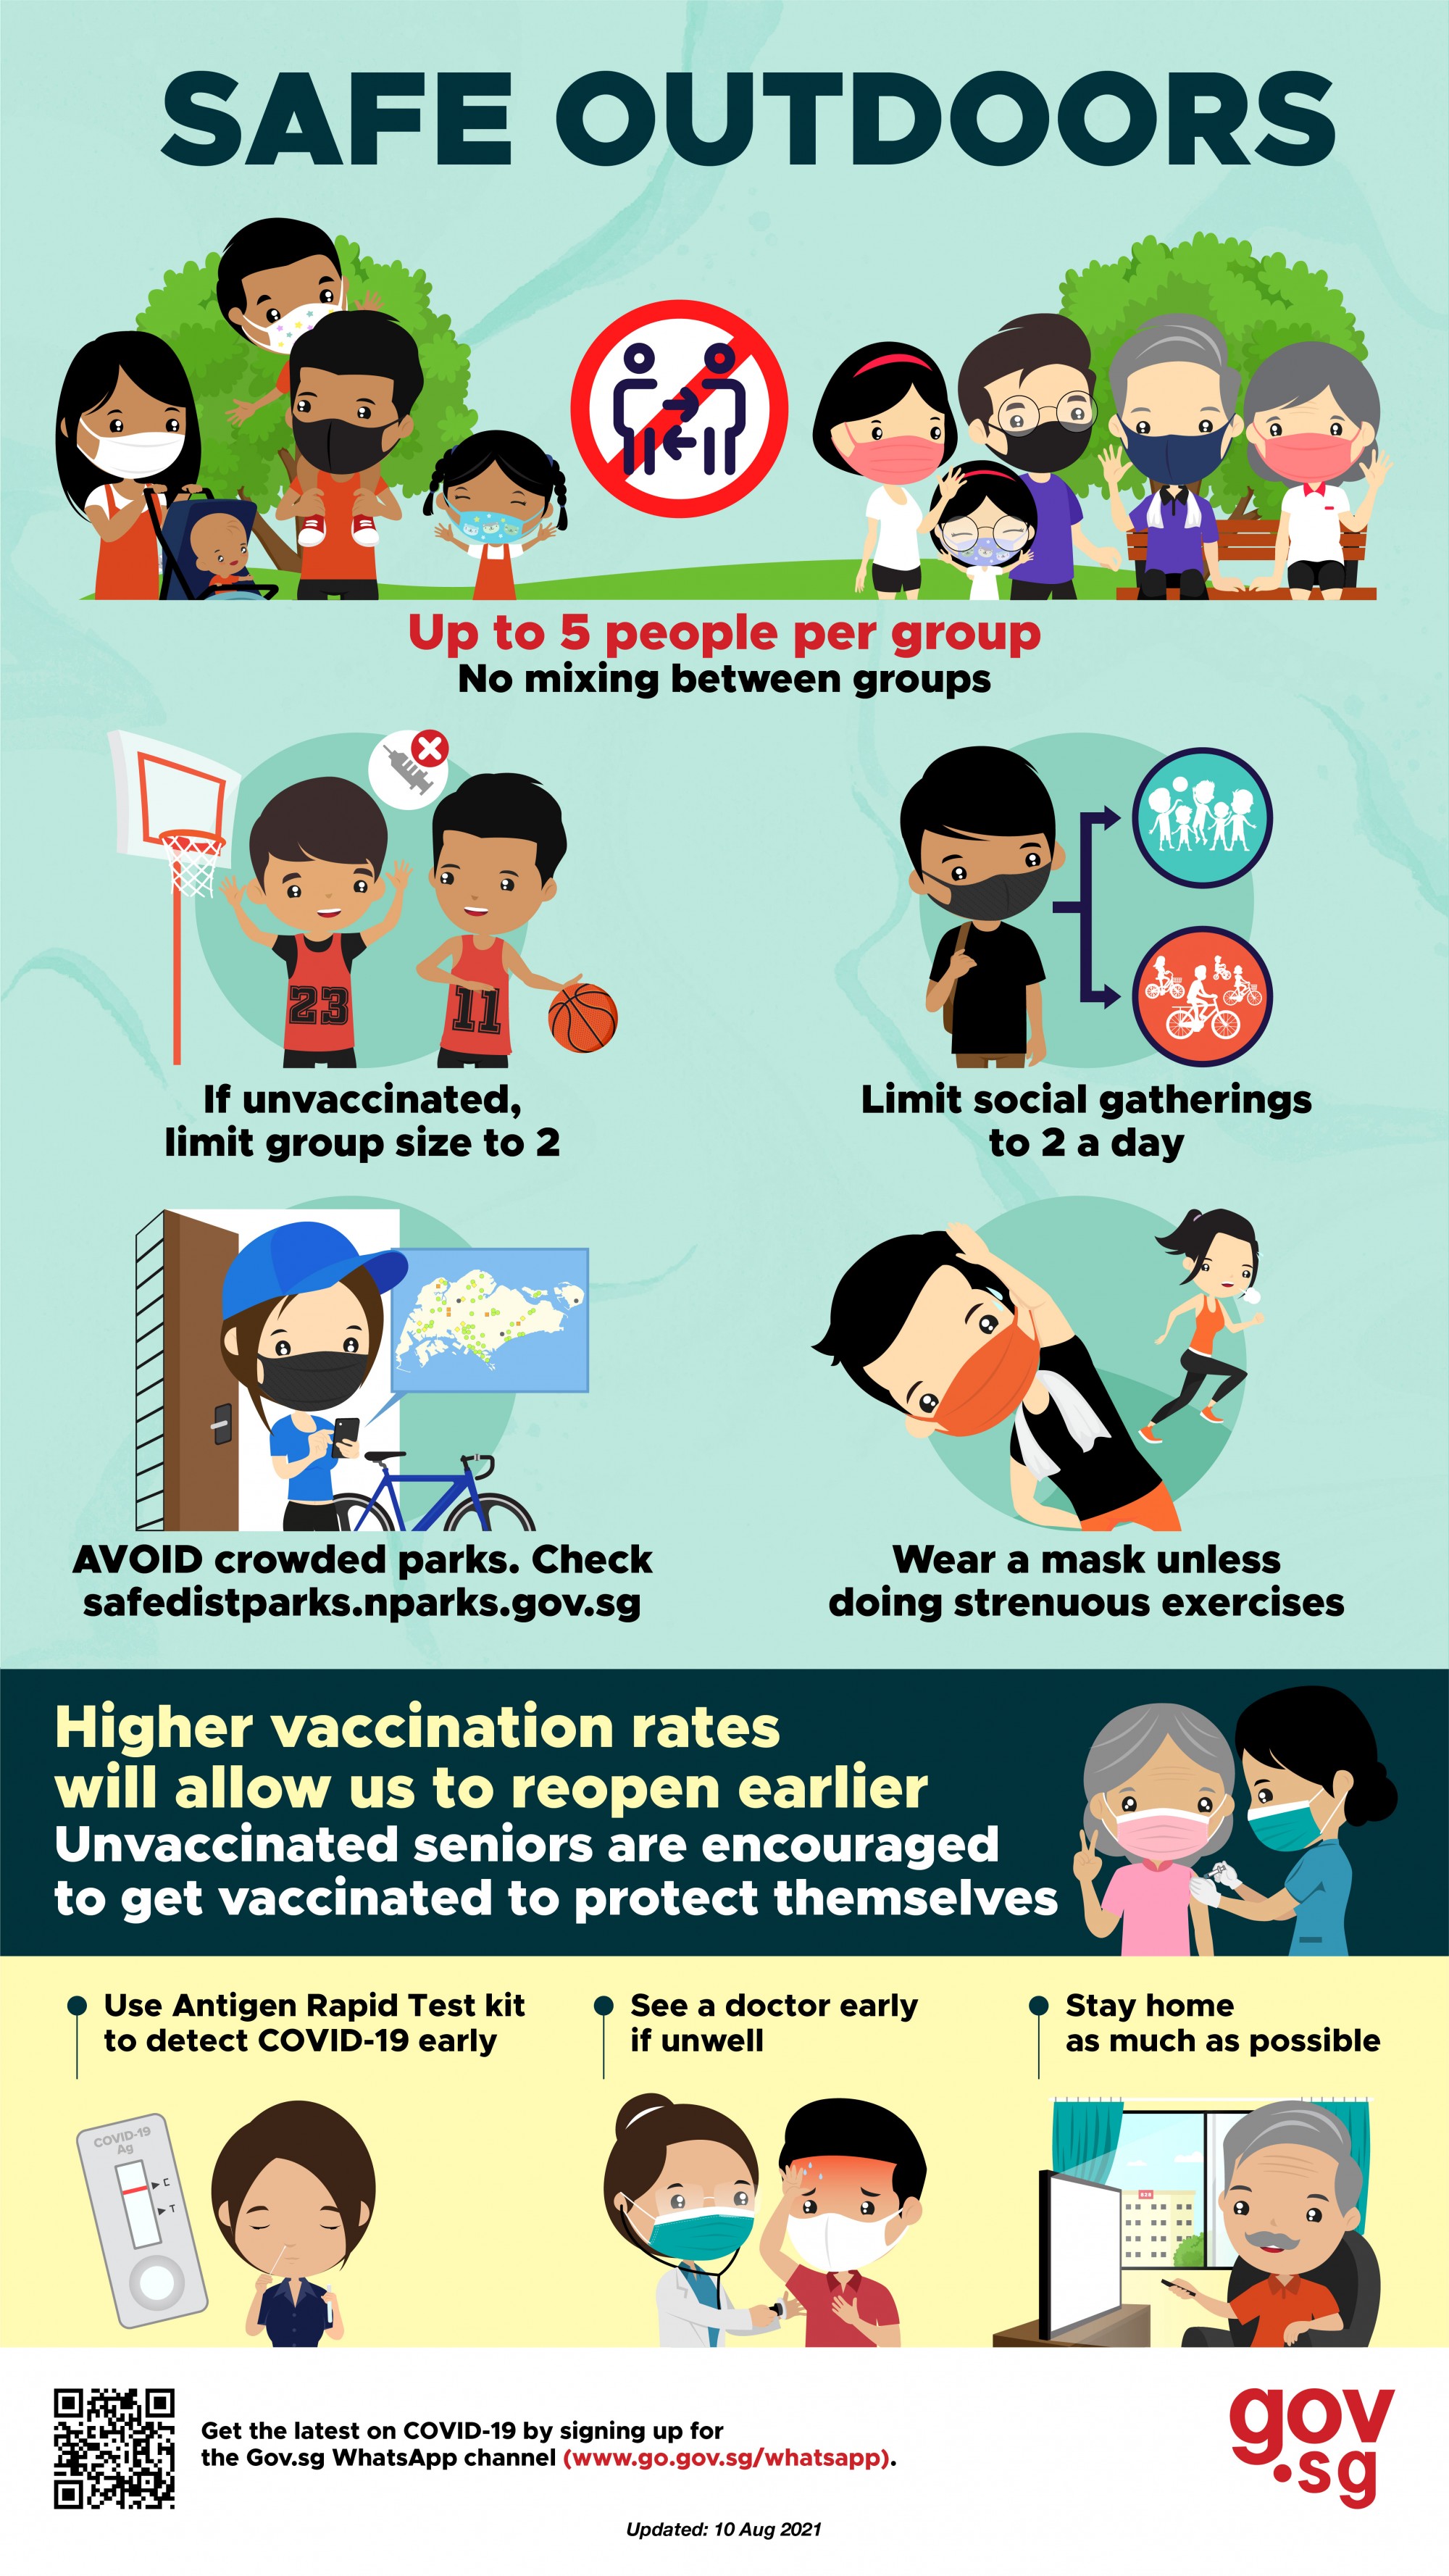 SAFE OUTDOORS
Up to 5 people per group
No mixing between groups
23
11
If unvaccinated,
limit group size to 2
Limit social gatherings
to 2 a day
AVOID crowded parks. Check
safedistparks.nparks.gov.sg
Wear a mask unless
doing strenuous exercises
Higher vaccination rates
will allow us to reopen earlier
Unvaccinated seniors are encouraged
to get vaccinated to protect themselves
Use Antigen Rapid Test kit
to detect COVID-19 early
COVID-19
Ag
C
T
See a doctor early
if unwell
Stay home
as much as possible
Get the latest on COVID-19 by signing up for
the Gov.sg WhatsApp channel (www.go.gov.sg/whatsapp).
gov
.sg
Updated: 10 Aug 2021